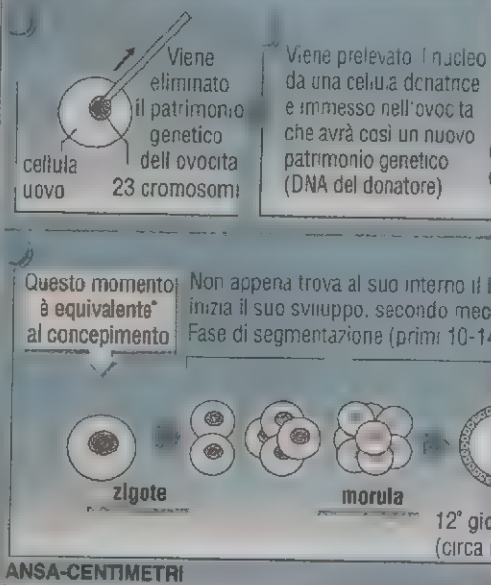 Viene
eliminato
il patrimonio
genetico
dell'ovocita
23 cromosomi
cellula
uovo
Viene prelevato il nucleo
da una cellula donatrice
e immesso nell'ovocita
che avrà così un nuovo
patrimonio genetico
(DNA del donatore)
Questo momento
è equivalente*
al concepimento
Non appena trova al suo interno il
inizia il suo sviluppo, secondo
Fase di segmentazione (primi 10-14
zigote
morula
12°
(circa
ANSA-CENTIMETRI